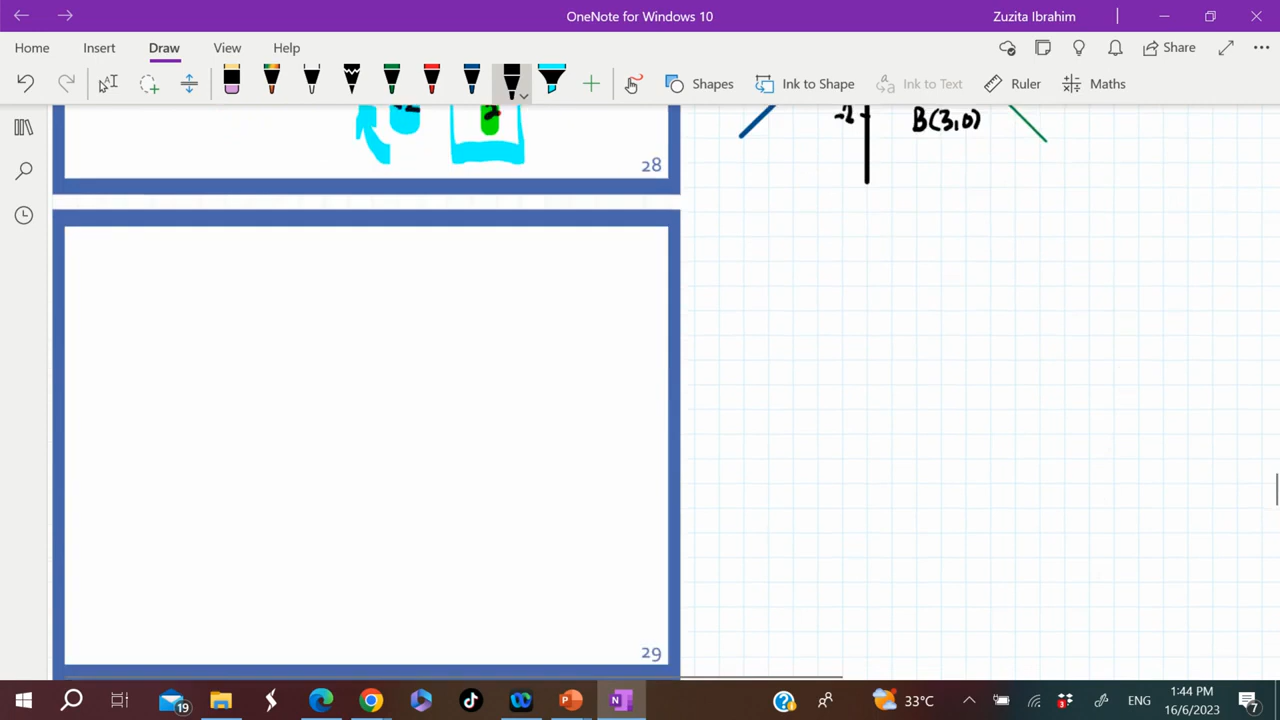 OneNote for Windows 10
Zuzita Ibrahim
Home Insert Draw View Help
Share
Shapes Ink to Shape Ink to Text Ruler Maths
-2
B(3,0)
28
29
19
33°C
ENG
1:44 PM
16/6/2023
7